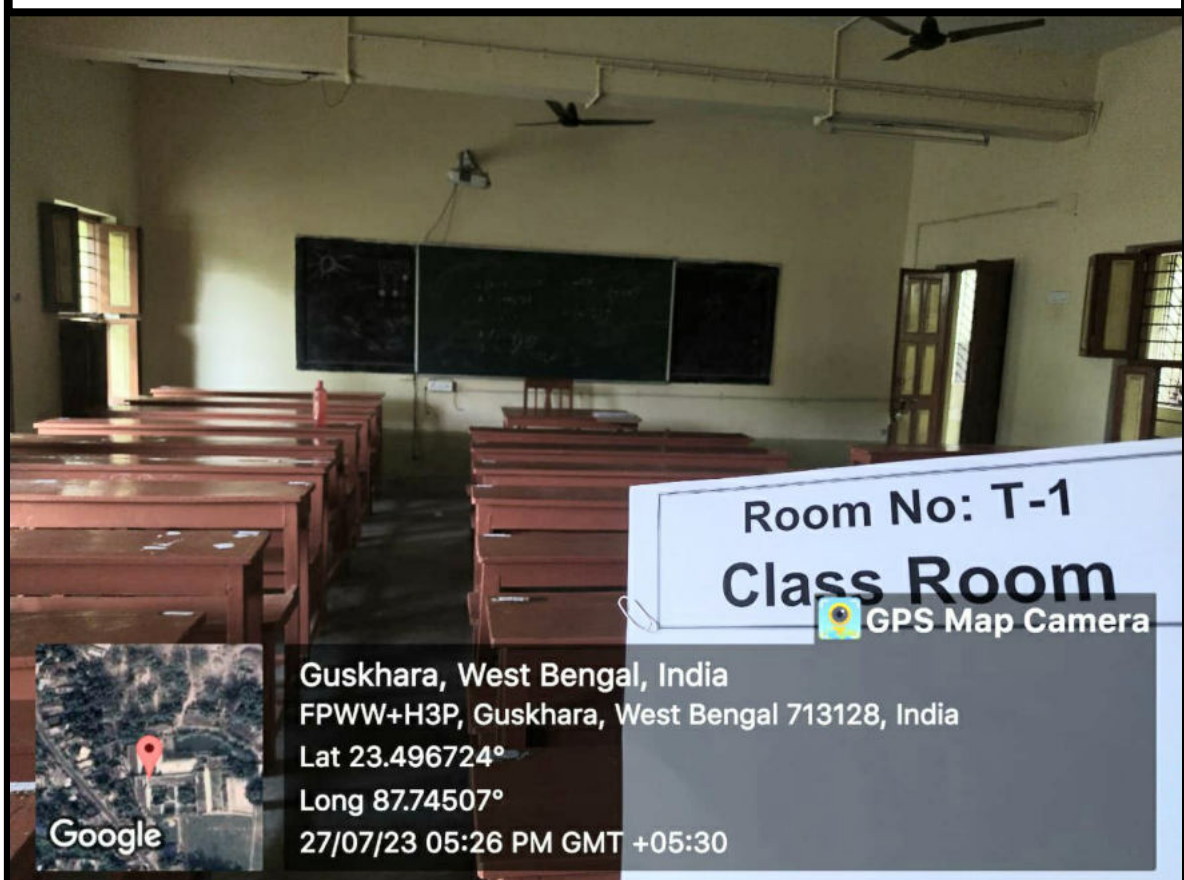 Room No: T-1
Class Room
GPS Map Camera
Guskhara, West Bengal, India
FPWW+H3P, Guskhara, West Bengal 713128, India
Lat 23.496724°
Long 87.74507°
27/07/23 05:26 PM GMT +05:30
Google